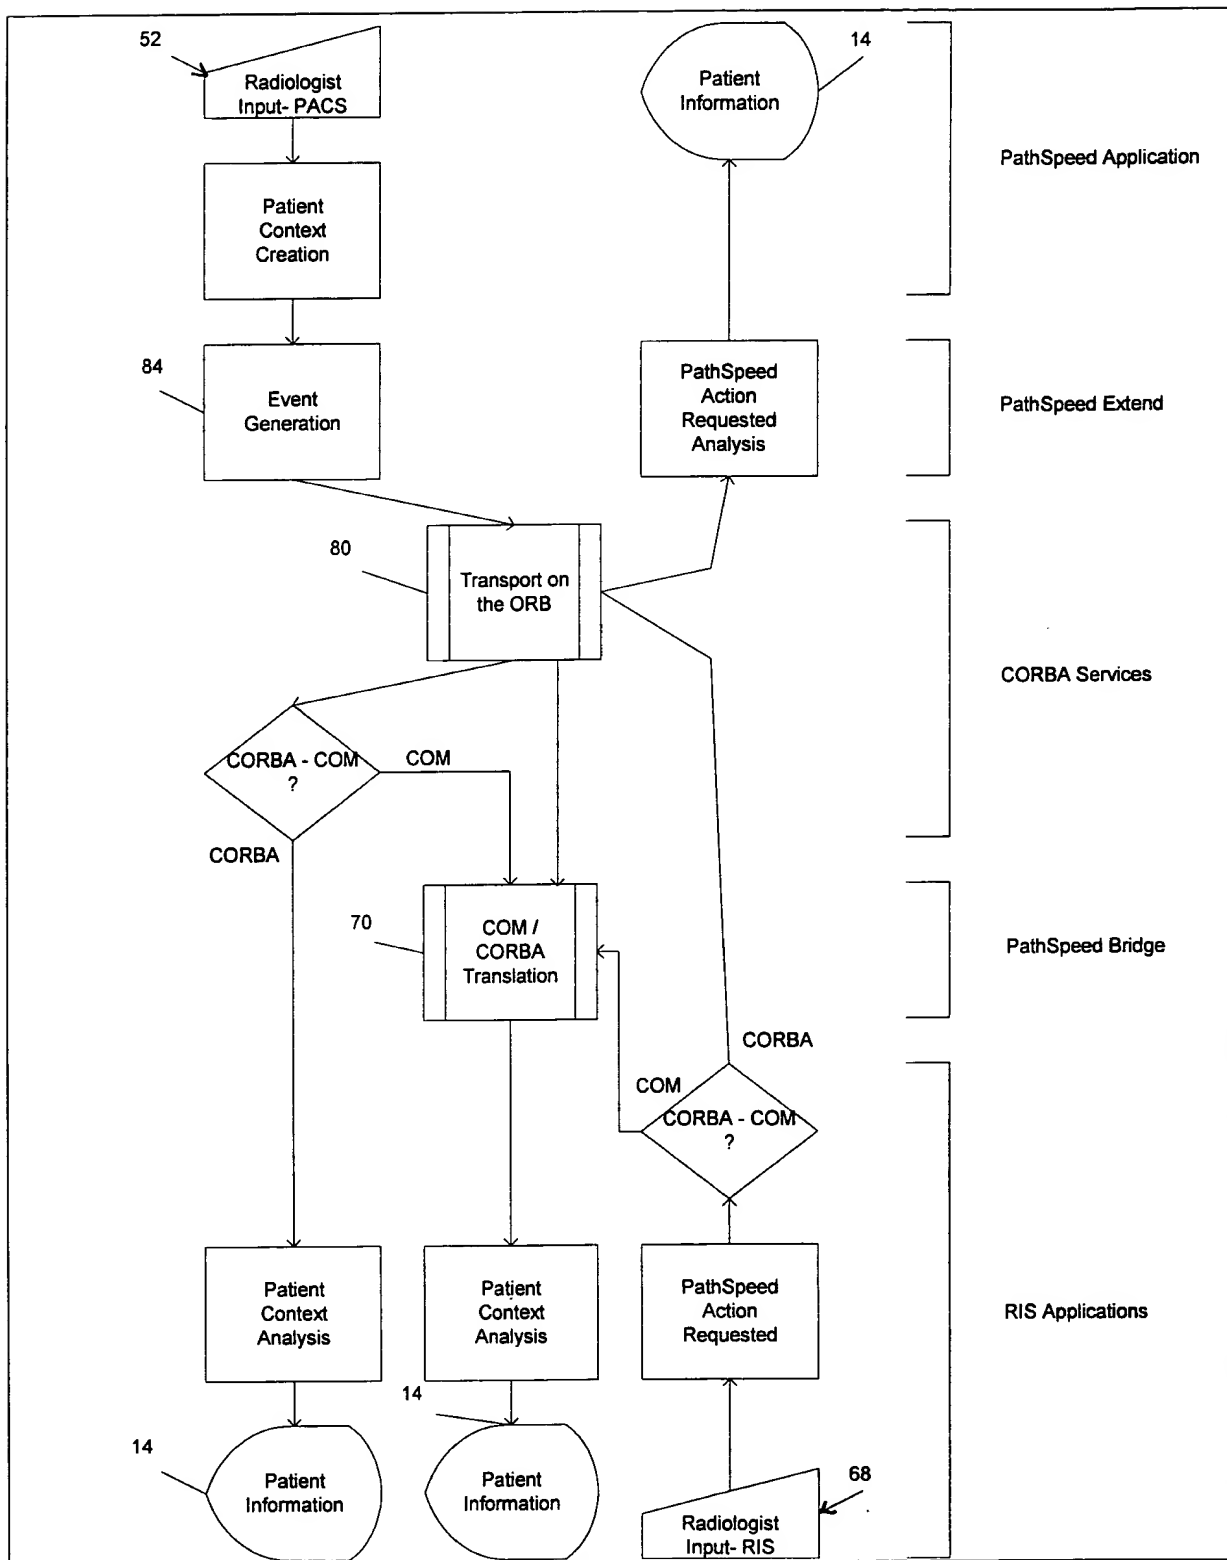 52
Radiologist
Input- PACS
Patient
Information
14
PathSpeed Application
Patient
Context
Creation
84
Event
Generation
PathSpeed
Action
Requested
Analysis
PathSpeed Extend
80
Transport on
the ORB
CORBA Services
CORBA - COM
?
COM
CORBA
70
COM /
CORBA
Translation
PathSpeed Bridge
CORBA
COM
CORBA - COM
?
Patient
Context
Analysis
Patient
Context
Analysis
PathSpeed
Action
Requested
RIS Applications
14
Patient
Information
14
Patient
Information
68
Radiologist
Input- RIS